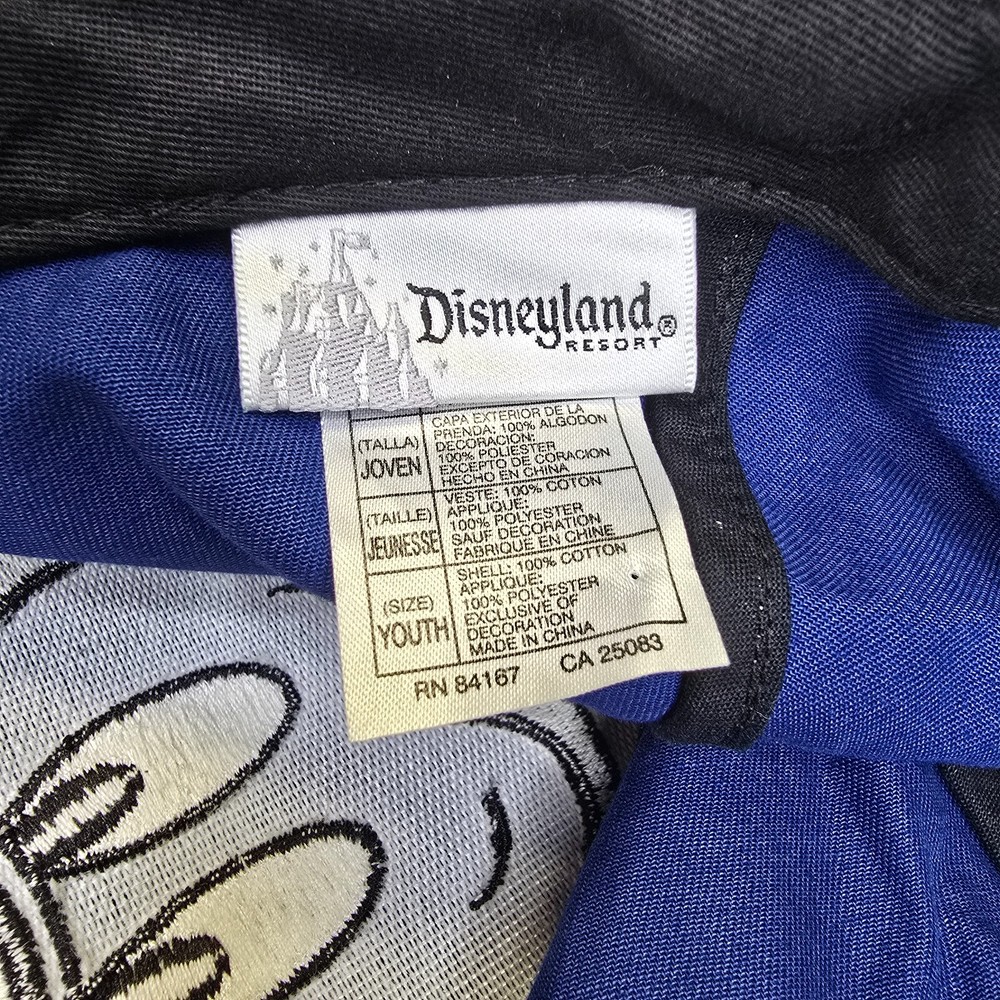 Disneyland®
RESORT
(TALLA)
JOVEN
CAPA EXTERIOR DE LA
PRENDA: 100% ALGODON
DECORACION:
100% POLIESTER
EXCEPTO DE CORACION
HECHO EN CHINA
(TAILLE)
JEUNESSE
VESTE: 100% COTON
APPLIQUE:
100% POLYESTER
SAUF DECORATION
FABRIQUE EN CHINE
(SIZE)
YOUTH
SHELL: 100% COTTON
APPLIQUE:
100% POLYESTER
EXCLUSIVE OF
DECORATION
MADE IN CHINA
RN 84167 CA 25083